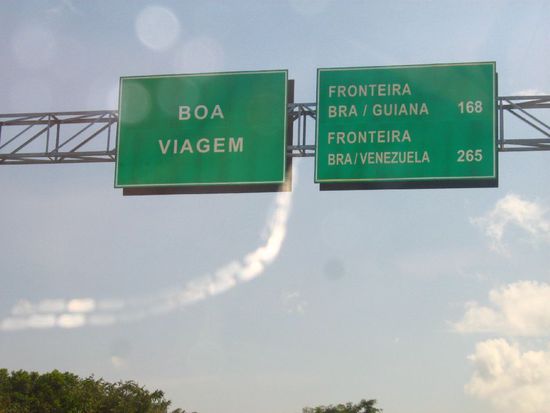 BOA
VIAGEM
FRONTEIRA
BRA / GUIANA 168
FRONTEIRA
BRA/VENEZUELA 265